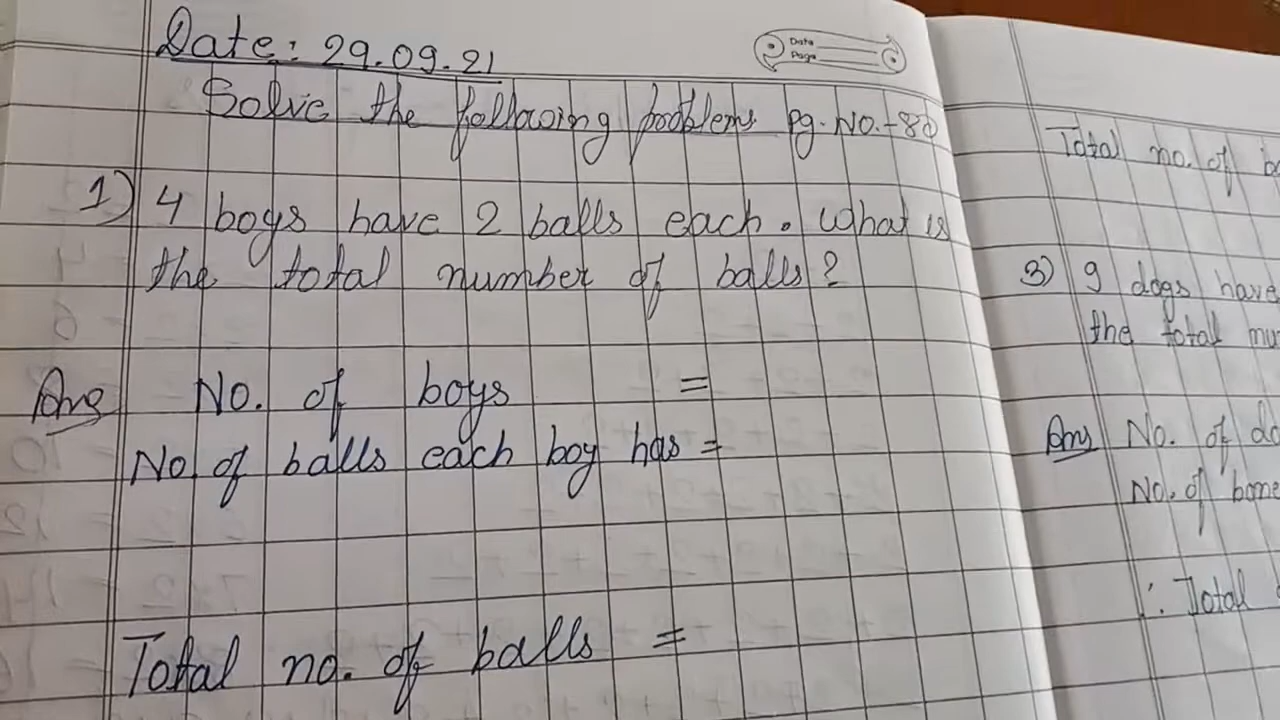 Date: 29.09.21
Date
Page
Solve the following problems Pg. No.-80
1) 4 boys have 2 balls each. What is
the total number of balls?
Ans No. of boys =
No. of balls each boy has =
Total no. of balls =
Total no. of
3) 9 dogs have
the total
Ans No. of
No. of
∴ Total